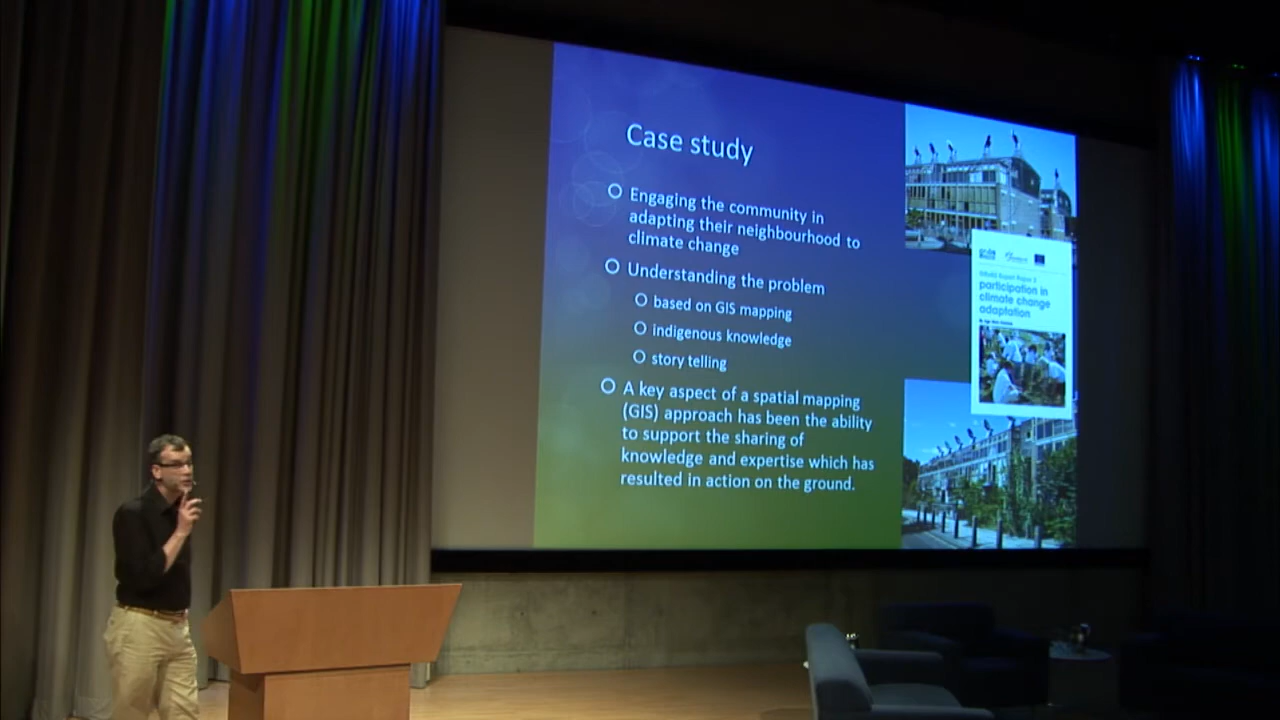 Case study
Engaging the community in
adapting their neighbourhood to
climate change
Understanding the problem
based on GIS mapping
indigenous knowledge
story telling
A key aspect of a spatial mapping
(GIS) approach has been the ability
to support the sharing of
knowledge and expertise which has
resulted in action on the ground.
participation in
climate change
adaptation